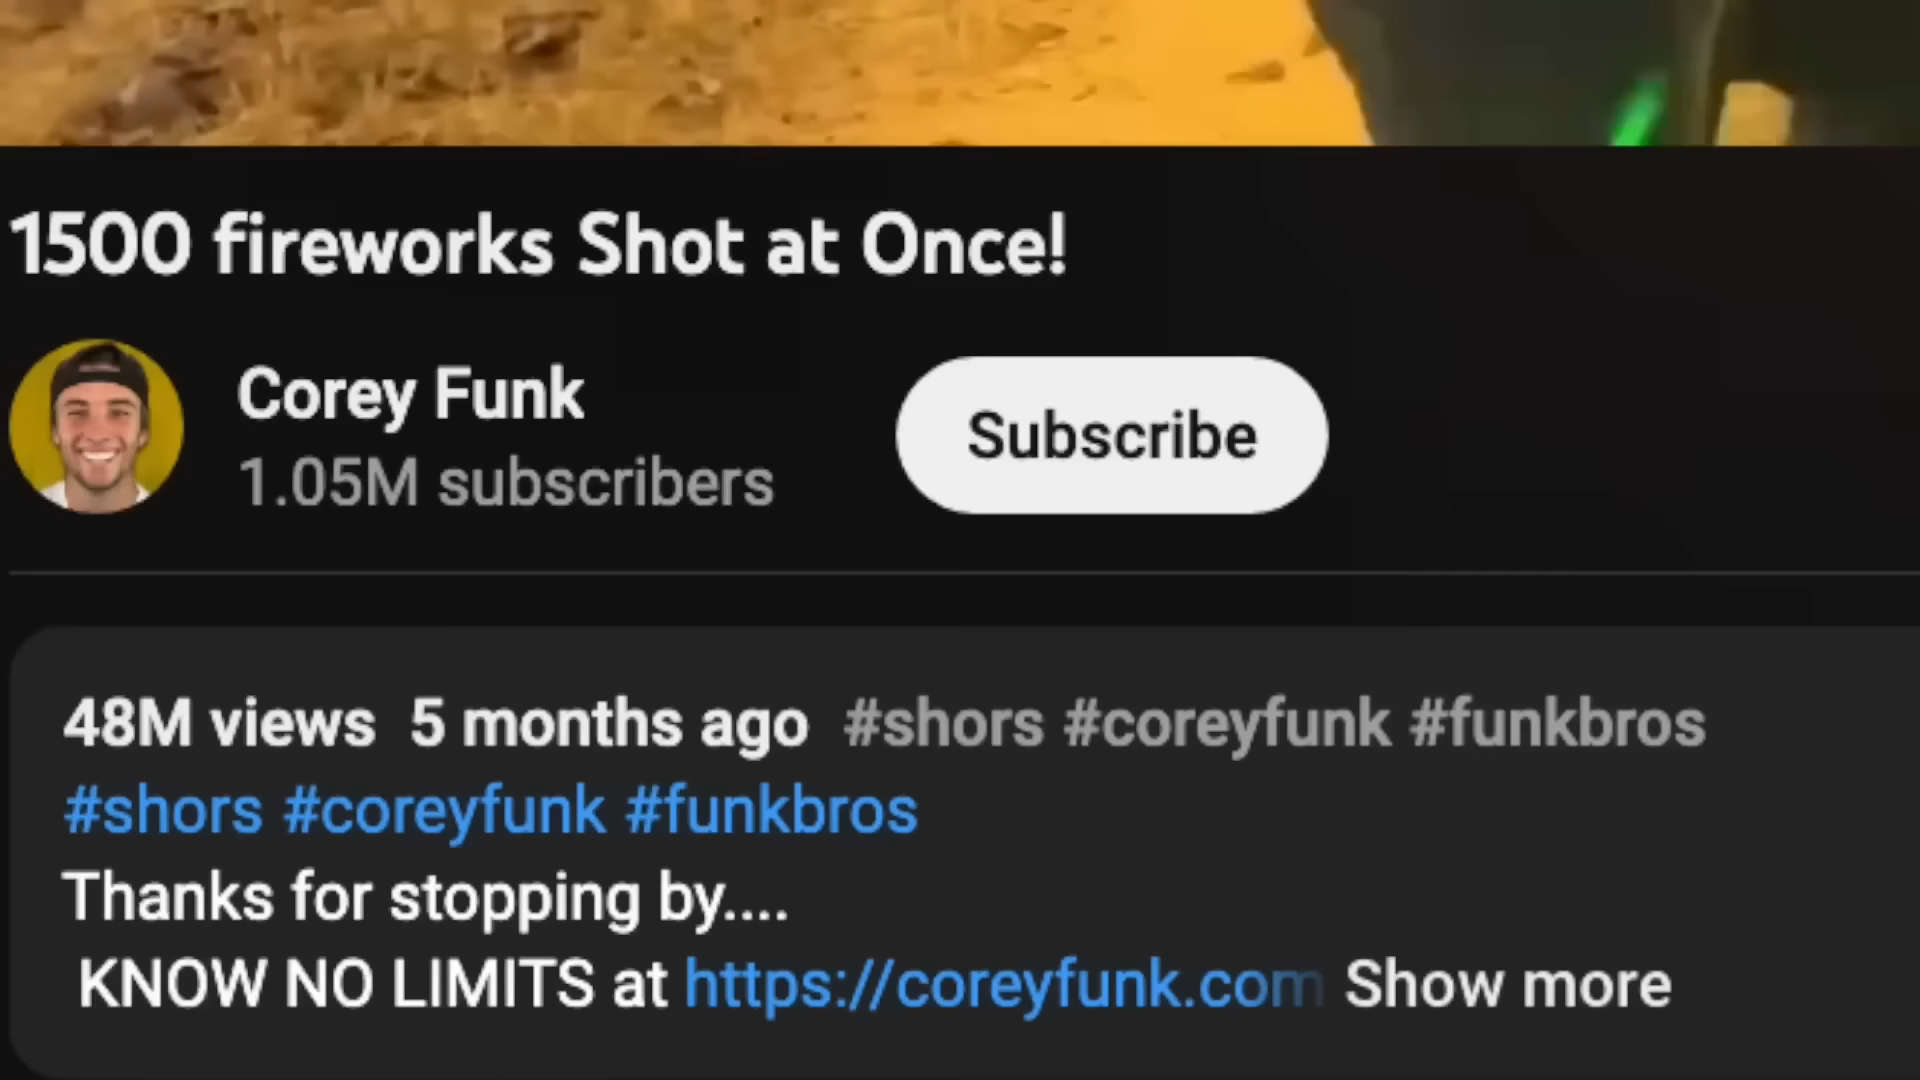 1500 fireworks Shot at Once!
Corey Funk
1.05M subscribers
Subscribe
48M views 5 months ago #shors #coreyfunk #funkbros
#shors #coreyfunk #funkbros
Thanks for stopping by....
KNOW NO LIMITS at https://coreyfunk.com Show more